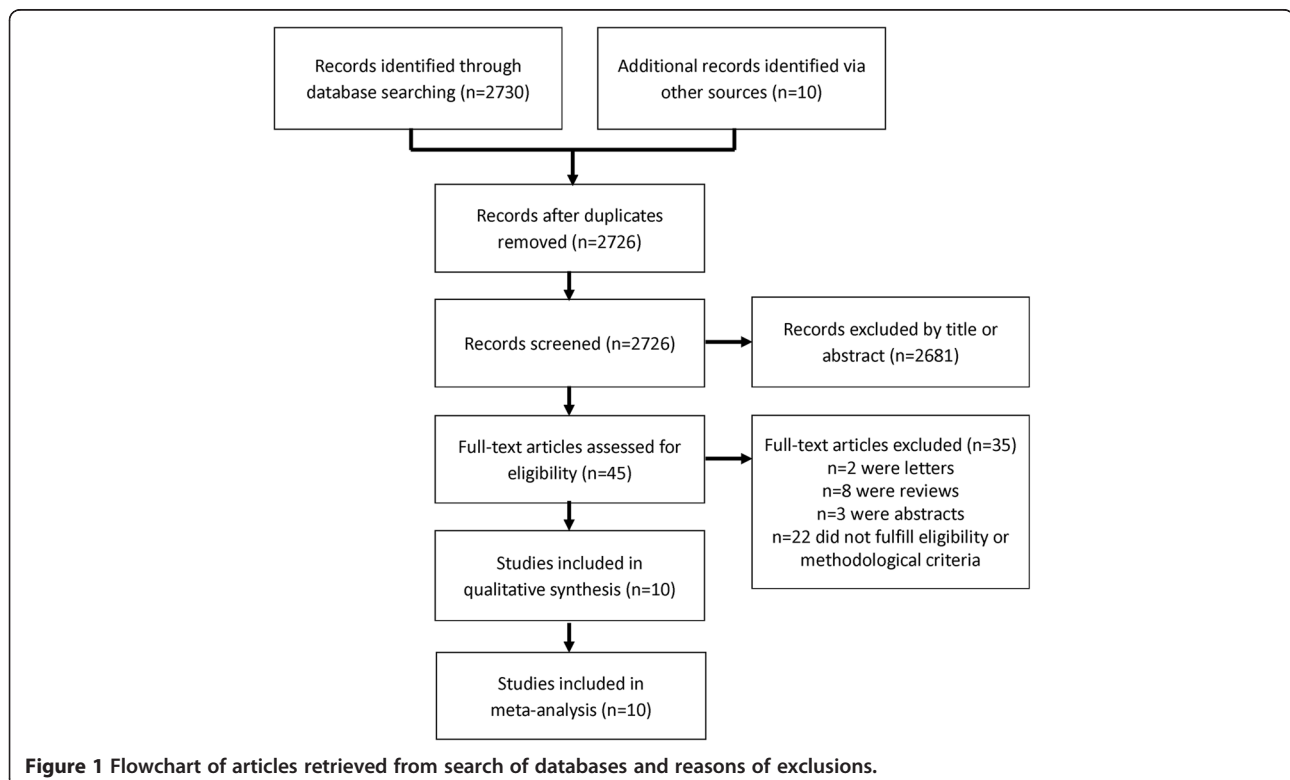 Records identified through
database searching (n=2730)
Additional records identified via
other sources (n=10)
Records after duplicates
removed (n=2726)
Records screened (n=2726)
Records excluded by title or
abstract (n=2681)
Full-text articles assessed for
eligibility (n=45)
Full-text articles excluded (n=35)
n=2 were letters
n=8 were reviews
n=3 were abstracts
n=22 did not fulfill eligibility or
methodological criteria
Studies included in
qualitative synthesis (n=10)
Studies included in
meta-analysis (n=10)
Figure 1 Flowchart of articles retrieved from search of databases and reasons of exclusions.